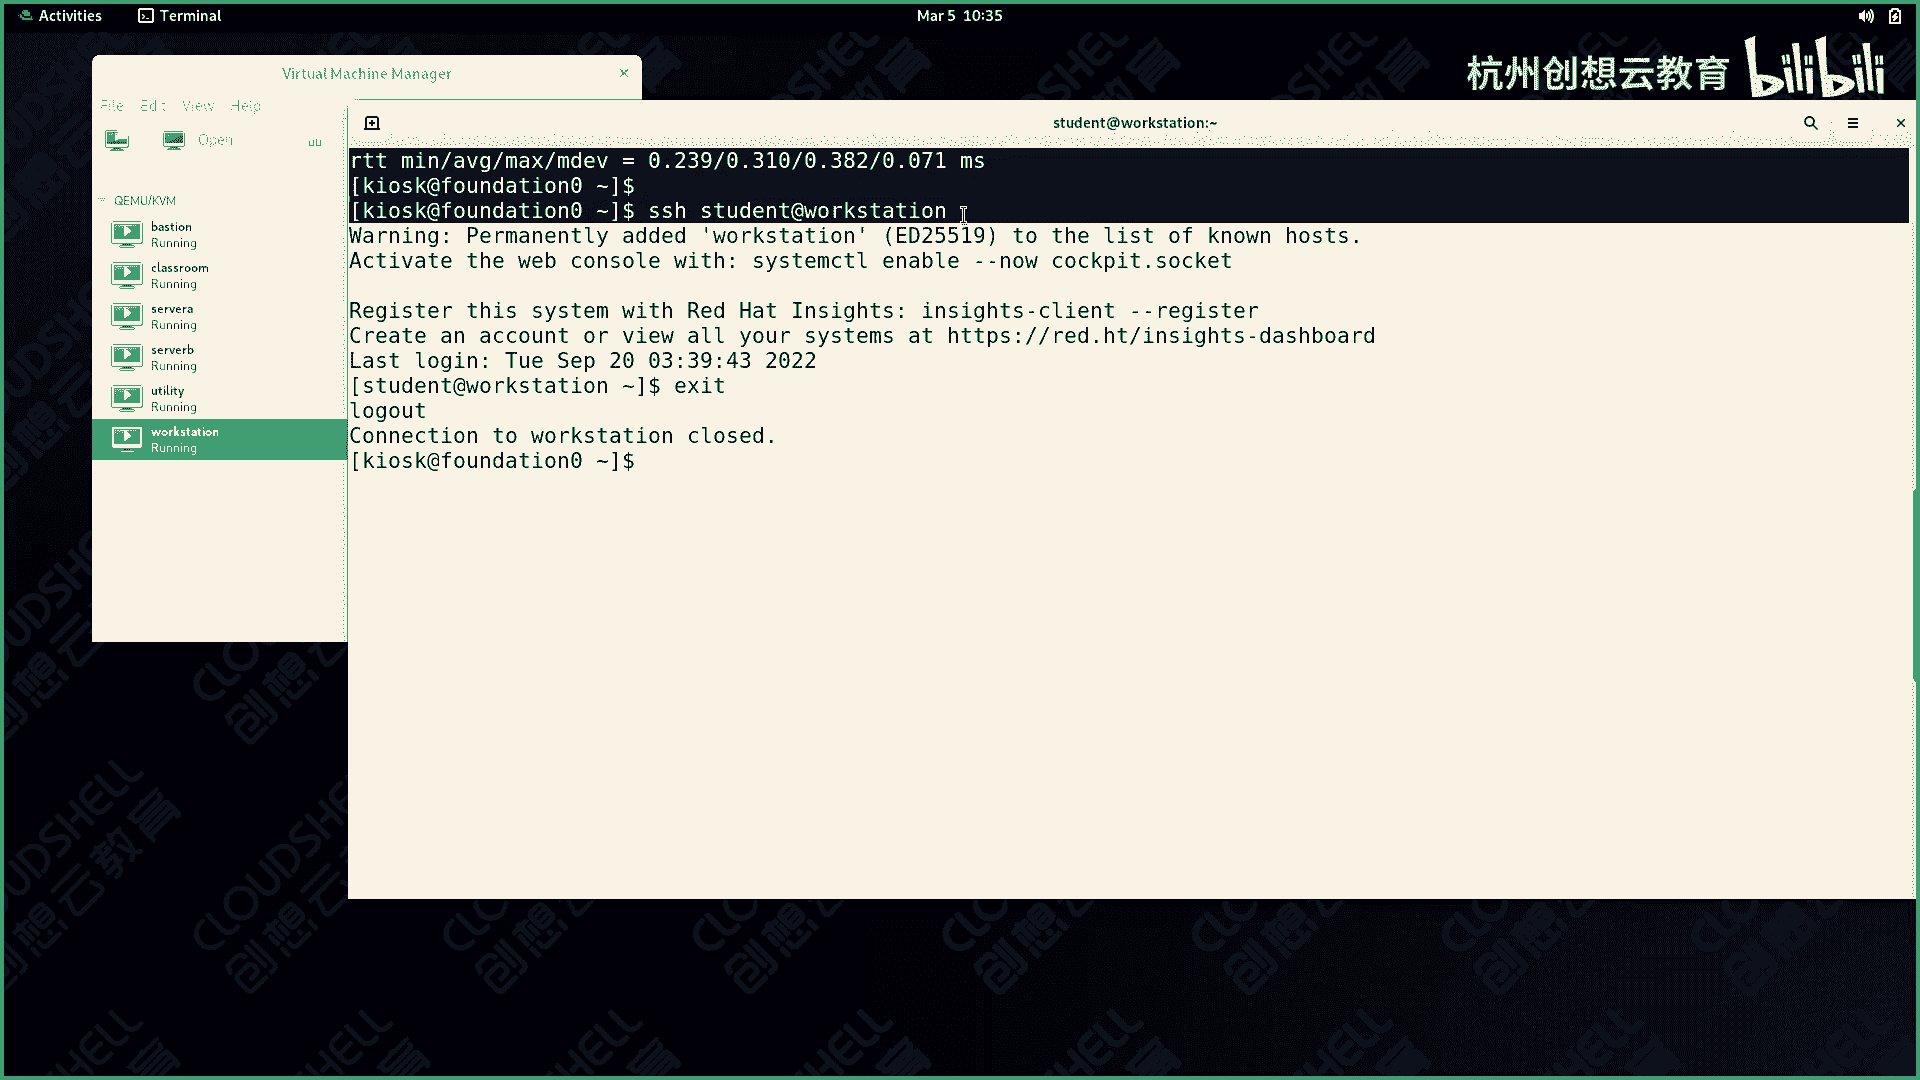 Activities
Terminal
Mar 5 10:35
杭州创想云教育 bilibili
Virtual Machine Manager
File Edit View Help
Open
QEMU/KVM
bastion
Running
classroom
Running
servera
Running
serverb
Running
utility
Running
workstation
Running
student@workstation:~
rtt min/avg/max/mdev = 0.239/0.310/0.382/0.071 ms
[kiosk@foundation0 ~]$
[kiosk@foundation0 ~]$ ssh student@workstation
Warning: Permanently added 'workstation' (ED25519) to the list of known hosts.
Activate the web console with: systemctl enable --now cockpit.socket
Register this system with Red Hat Insights: insights-client --register
Create an account or view all your systems at https://red.ht/insights-dashboard
Last login: Tue Sep 20 03:39:43 2022
[student@workstation ~]$ exit
logout
Connection to workstation closed.
[kiosk@foundation0 ~]$
CLOUDSHELL
创想云教育